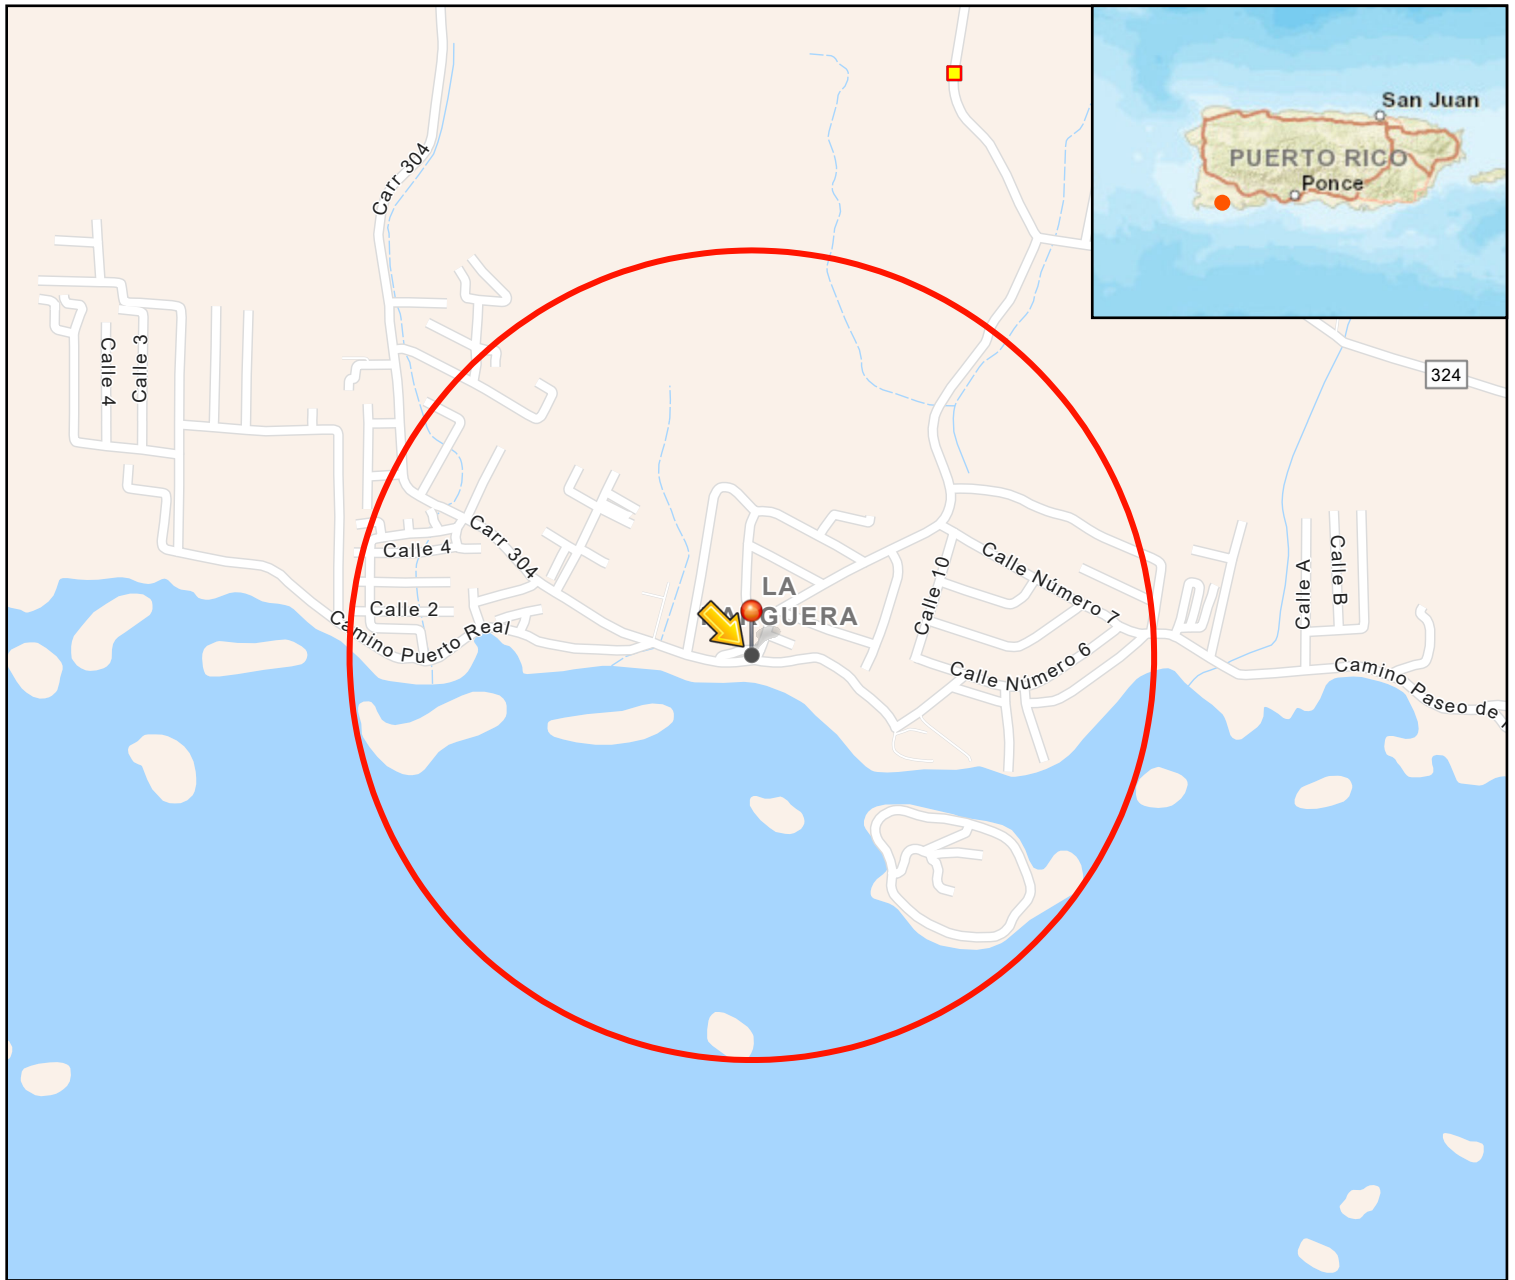 San Juan
PUERTO RICO
Ponce
Carr 304
324
Calle 4
Calle 3
Carr 304
Calle 4
Calle 2
Camino Puerto Real
LA
Calle 10
Calle Número 7
Calle Número 6
Calle A
Calle B
Camino Paseo de